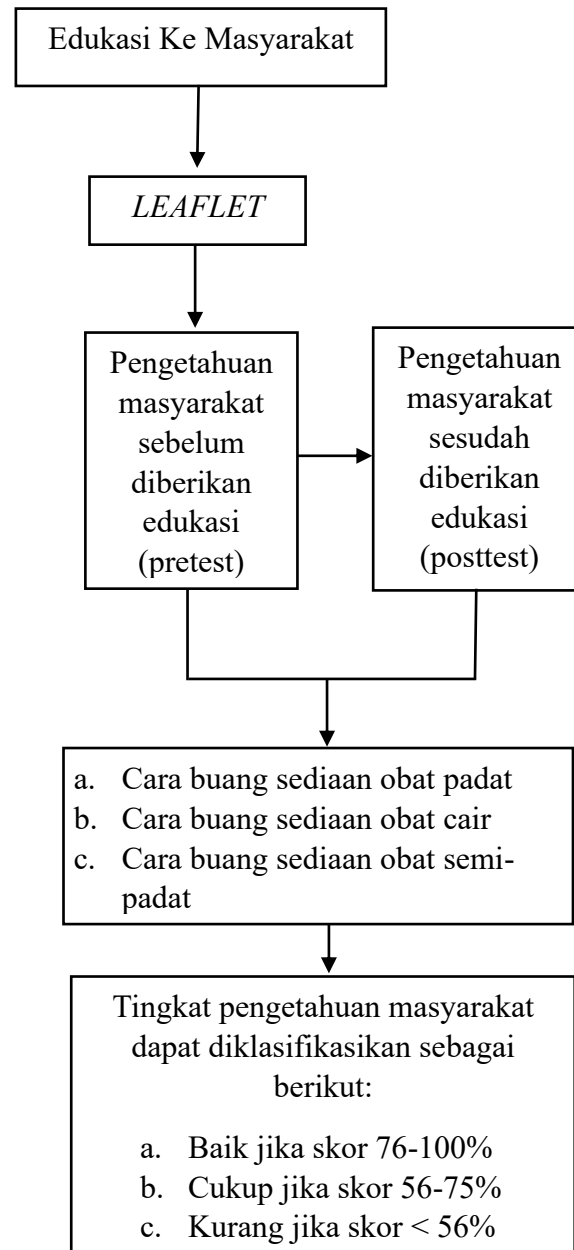 Edukasi Ke Masyarakat
LEAFLET
Pengetahuan
masyarakat
sebelum
diberikan
edukasi
(pretest)
Pengetahuan
masyarakat
sesudah
diberikan
edukasi
(posttest)
a. Cara buang sediaan obat padat
b. Cara buang sediaan obat cair
c. Cara buang sediaan obat semi-
padat
Tingkat pengetahuan masyarakat
dapat diklasifikasikan sebagai
berikut:
a. Baik jika skor 76-100%
b. Cukup jika skor 56-75%
c. Kurang jika skor < 56%